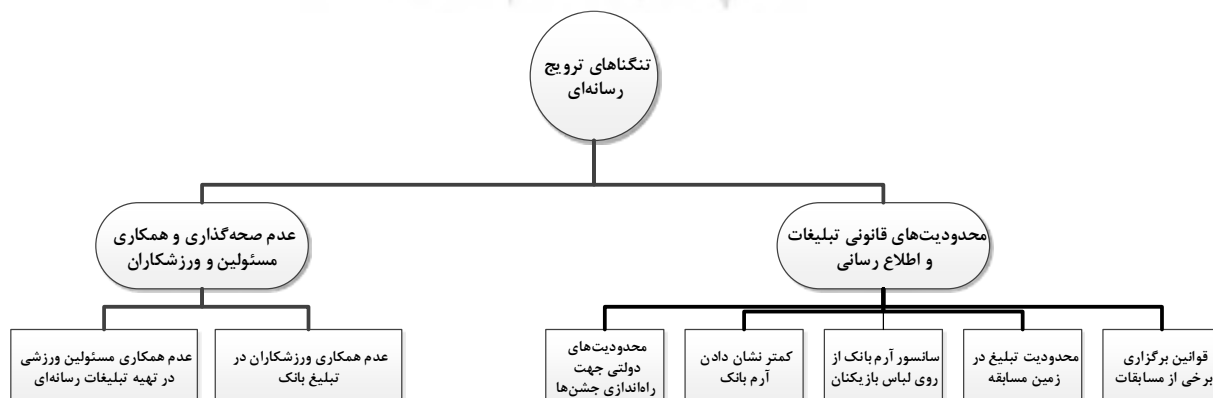 تنگناهای ترویج
رسانه‌ای
محدودیت‌های قانونی تبلیغات
و اطلاع رسانی
عدم صحه‌گذاری و همکاری
مسئولین و ورزشکاران
قوانین برگزاری
برخی از مسابقات
محدودیت تبلیغ در
زمین مسابقه
سانسور آرم بانک از
روی لباس بازیکنان
کمتر نشان دادن
آرم بانک
محدودیت‌های
دولتی جهت
راه‌اندازی جشن‌ها
عدم همکاری ورزشکاران در
تبلیغ بانک
عدم همکاری مسئولین ورزشی
در تهیه تبلیغات رسانه‌ای